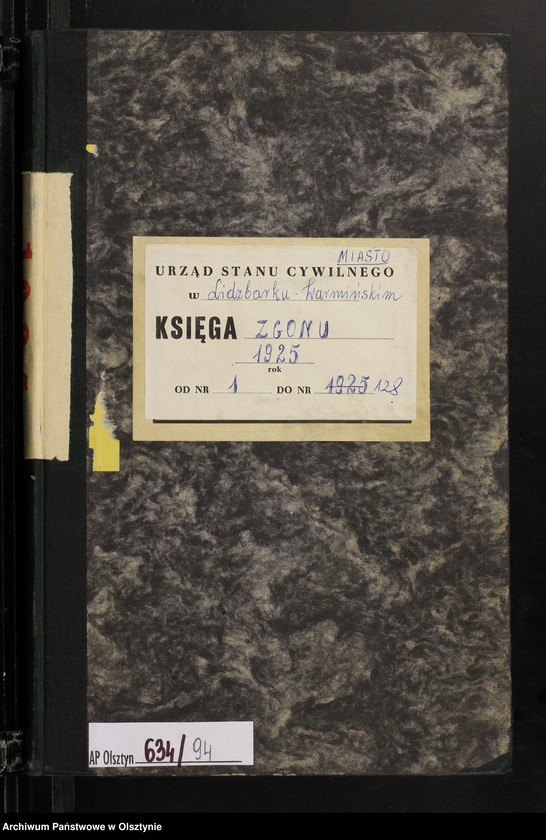 MIASTO
URZĄD STANU CYWILNEGO
w Lidzbarku-Warmińskim
KSIĘGA ZGONU
1925
rok
OD NR 1 DO NR 1925 128
AP Olsztyn 634/94
Archiwum Państwowe w Olsztynie